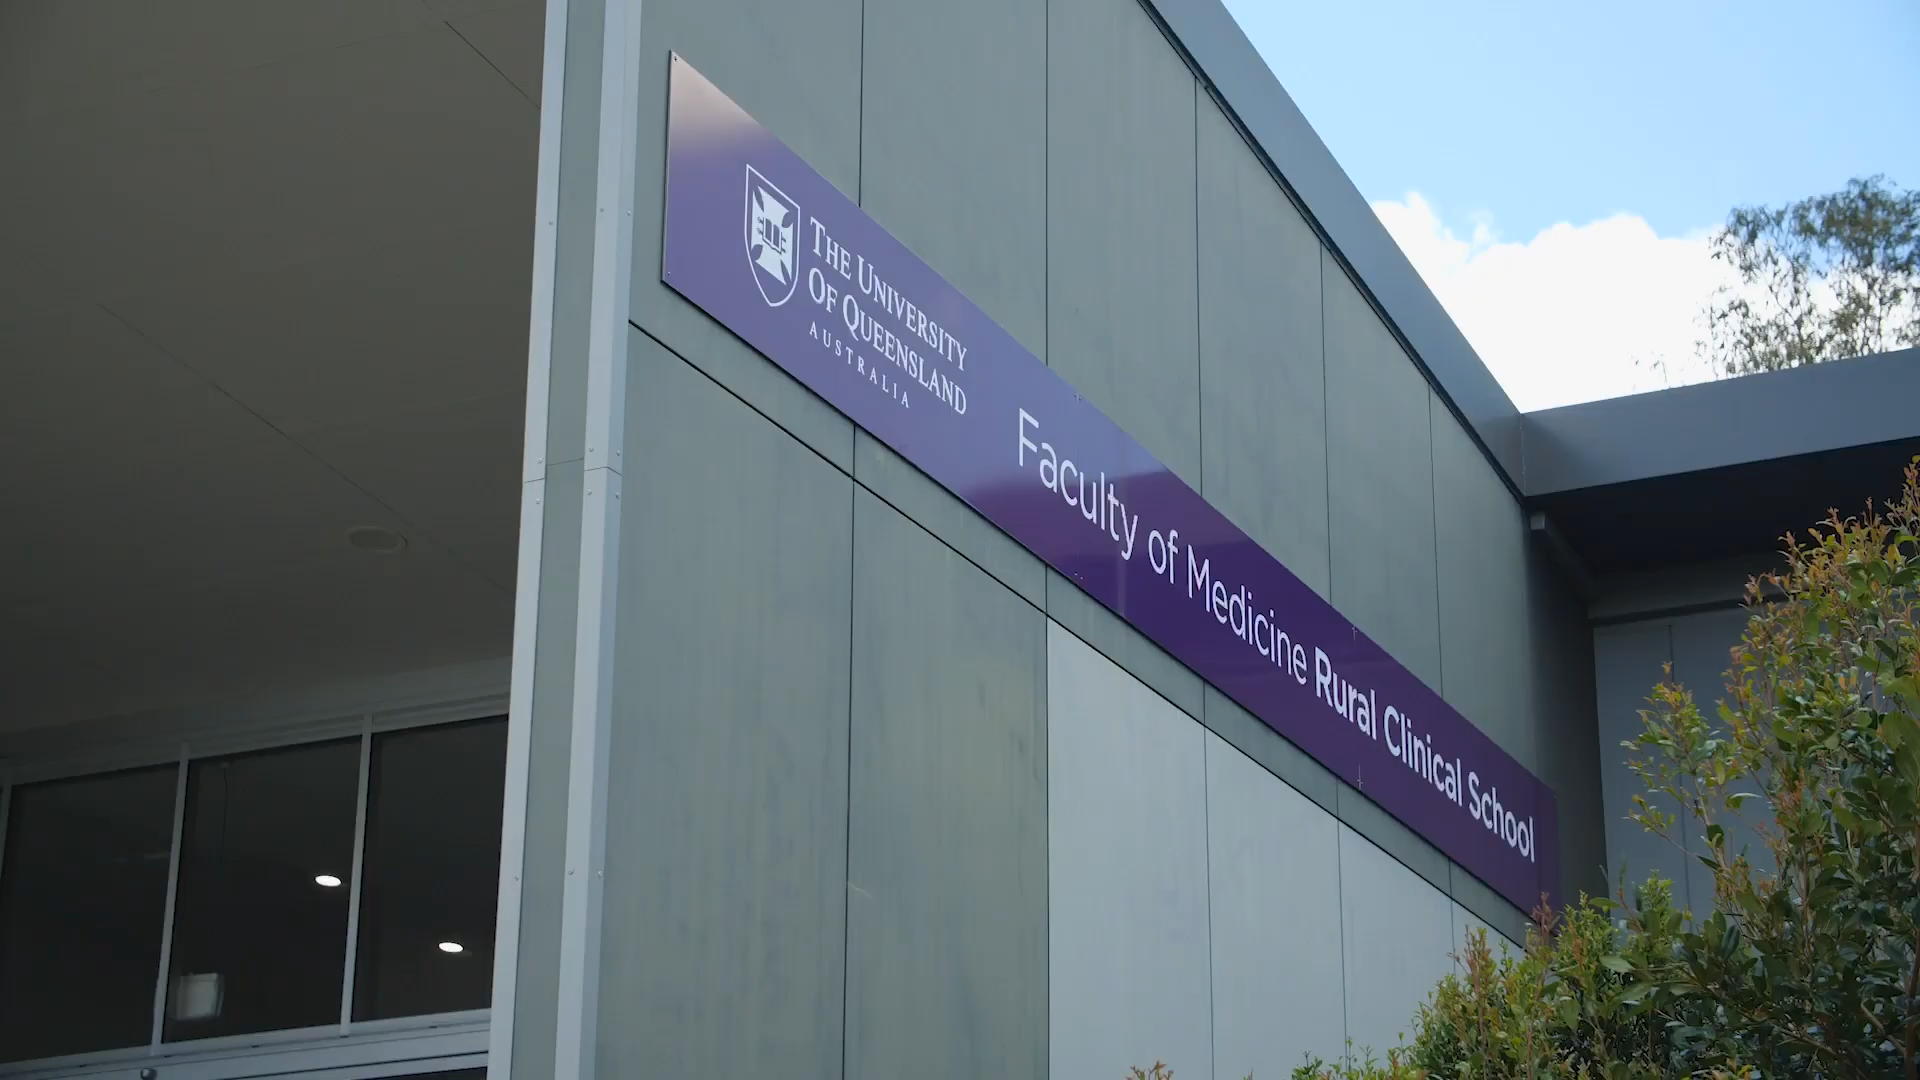 THE UNIVERSITY
OF QUEENSLAND
AUSTRALIA
Faculty of Medicine Rural Clinical School